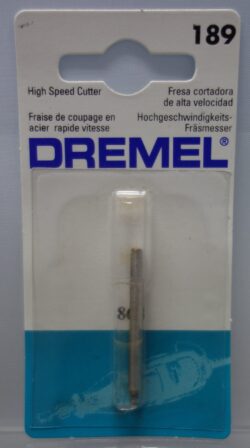 189
High Speed Cutter
Fresa cortadora
de alta velocidad
Fraise de coupage en
acier rapide vitesse
Hochgeschwindigkeits-
Fräsmesser
DREMEL®